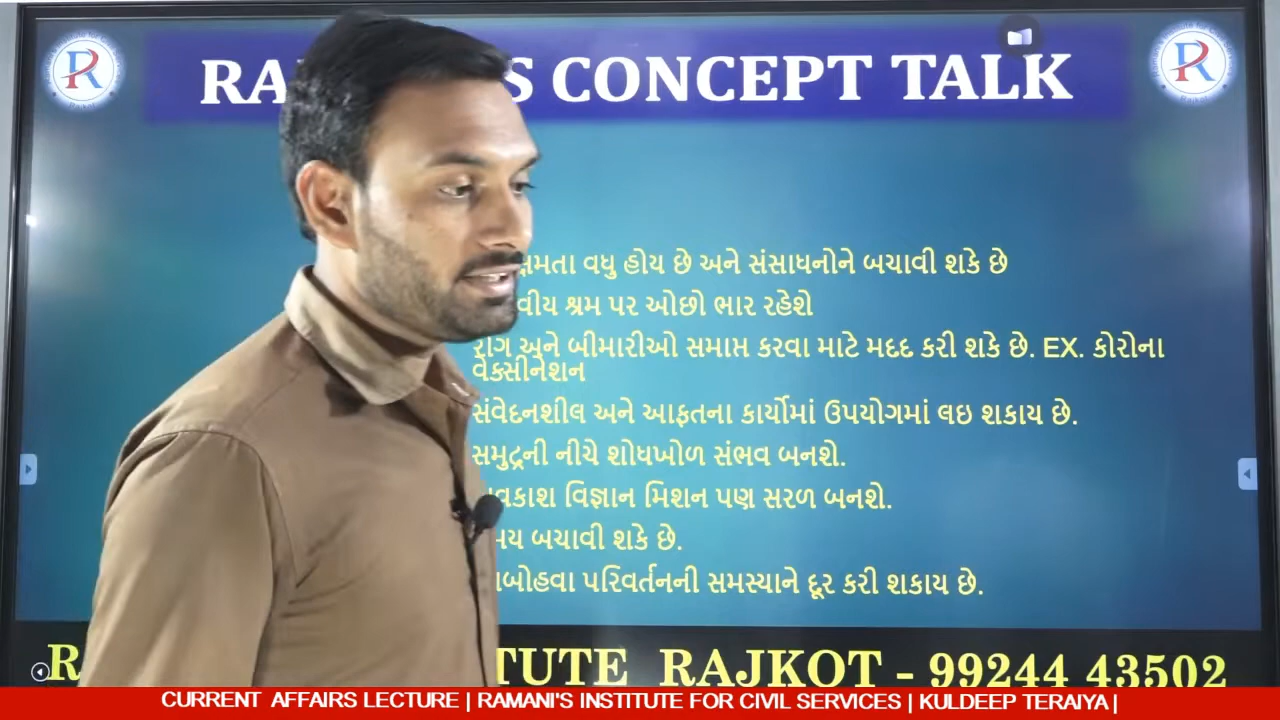 RA S CONCEPT TALK
ક્ષમતા વધુ હોય છે અને સંસાધનોને બચાવી શકે છે
વીય શ્રમ પર ઓછો ભાર રહેશે
રોગ અને બીમારીઓ સમાપ્ત કરવા માટે મદદ કરી શકે છે. EX. કોરોના
વેક્સીનેશન
સંવેદનશીલ અને આફતના કાર્યોમાં ઉપયોગમાં લઇ શકાય છે.
સમુદ્રની નીચે શોધખોળ સંભવ બનશે.
વકાશ વિજ્ઞાન મિશન પણ સરળ બનશે.
મય બચાવી શકે છે.
બોહવા પરિવર્તનની સમસ્યાને દૂર કરી શકાય છે.
R TUTE RAJKOT - 99244 43502
CURRENT AFFAIRS LECTURE | RAMANI'S INSTITUTE FOR CIVIL SERVICES | KULDEEP TERAIYA |